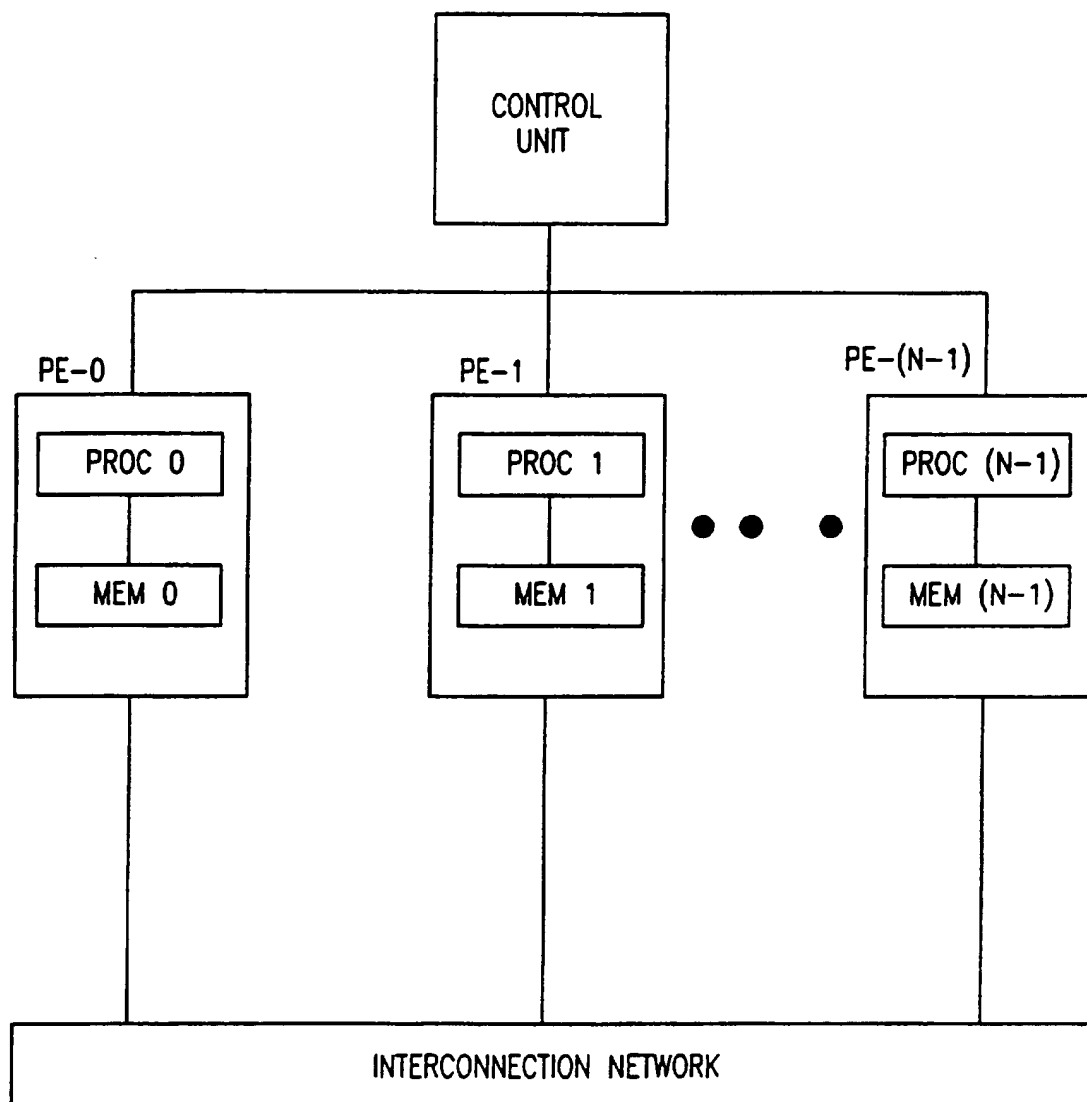 CONTROL
UNIT
PE-0
PE-1
PE-(N-1)
PROC 0
PROC 1
PROC (N-1)
MEM 0
MEM 1
MEM (N-1)
INTERCONNECTION NETWORK